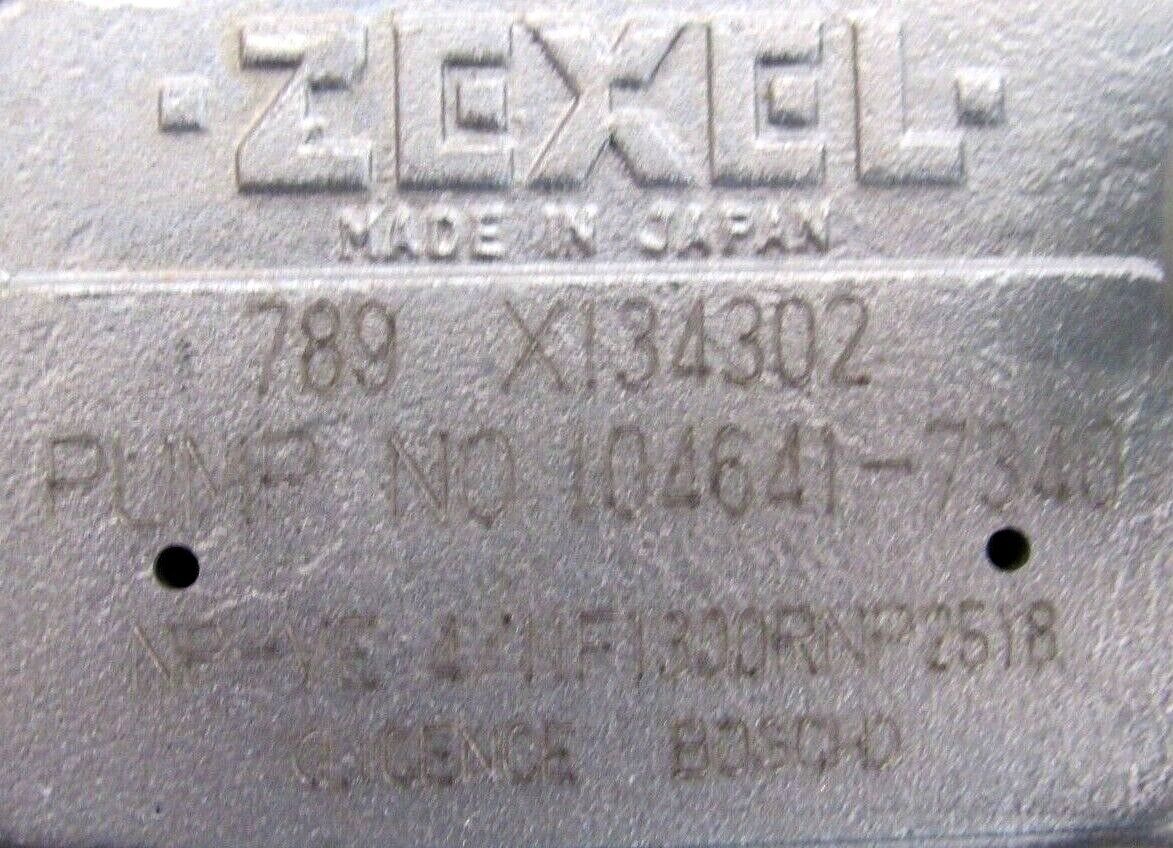 ·ZEXEL·
MADE IN JAPAN
789 X134302
PUMP NO 104641-7340
NP-VE 4/11F1300RNP2518
(LICENCE BOSCH)